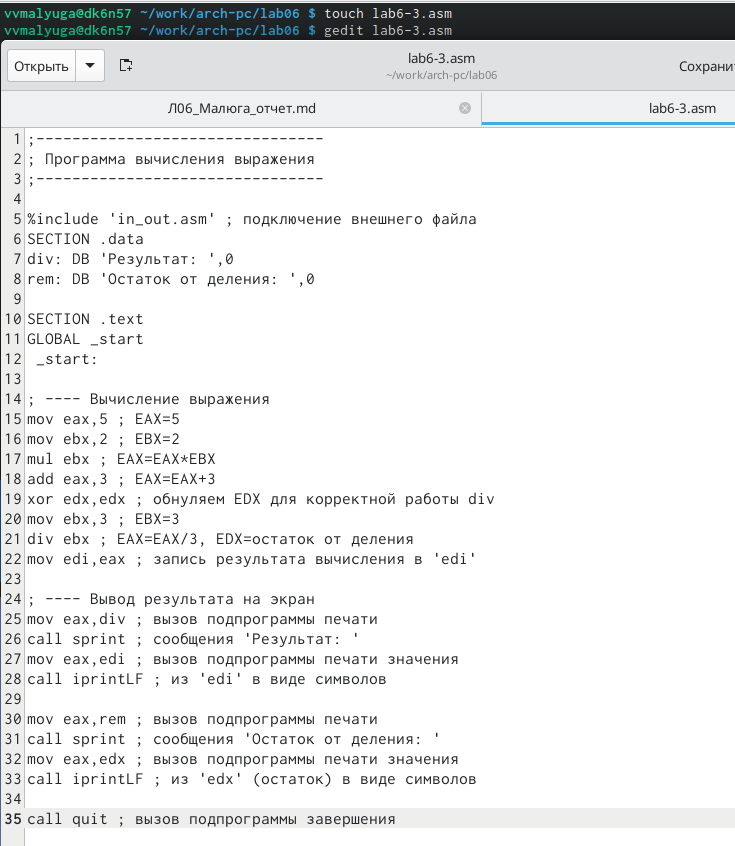 vvmalyuga@dk6n57 ~/work/arch-pc/lab06 $ touch lab6-3.asm
vvmalyuga@dk6n57 ~/work/arch-pc/lab06 $ gedit lab6-3.asm
Открыть
lab6-3.asm
~/work/arch-pc/lab06
Сохрани
Л06_Малюга_отчет.md
lab6-3.asm
1 ;--------------------------------
2 ; Программа вычисления выражения
3 ;--------------------------------
4
5 %include 'in_out.asm' ; подключение внешнего файла
6 SECTION .data
7 div: DB 'Результат: ',0
8 rem: DB 'Остаток от деления: ',0
9
10 SECTION .text
11 GLOBAL _start
12  _start:
13
14 ; ---- Вычисление выражения
15 mov eax,5 ; EAX=5
16 mov ebx,2 ; EBX=2
17 mul ebx ; EAX=EAX*EBX
18 add eax,3 ; EAX=EAX+3
19 xor edx,edx ; обнуляем EDX для корректной работы div
20 mov ebx,3 ; EBX=3
21 div ebx ; EAX=EAX/3, EDX=остаток от деления
22 mov edi,eax ; запись результата вычисления в 'edi'
23
24 ; ---- Вывод результата на экран
25 mov eax,div ; вызов подпрограммы печати
26 call sprint ; сообщения 'Результат: '
27 mov eax,edi ; вызов подпрограммы печати значения
28 call iprintLF ; из 'edi' в виде символов
29
30 mov eax,rem ; вызов подпрограммы печати
31 call sprint ; сообщения 'Остаток от деления: '
32 mov eax,edx ; вызов подпрограммы печати значения
33 call iprintLF ; из 'edx' (остаток) в виде символов
34
35 call quit ; вызов подпрограммы завершения